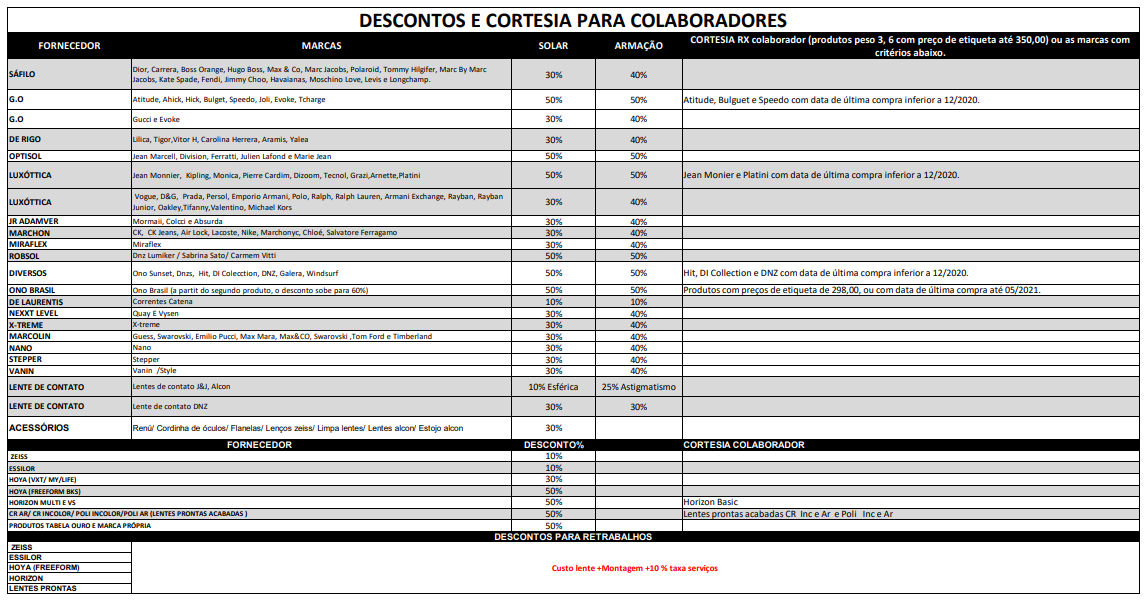 DESCONTOS E CORTESIA PARA COLABORADORES
FORNECEDOR MARCAS SOLAR ARMAÇÃO CORTESIA RX colaborador (produtos peso 3, 6 com preço de etiqueta até 350,00) ou as marcas com
critérios abaixo.
SÁFILO Dior, Carrera, Boss Orange, Hugo Boss, Max & Co, Marc Jacobs, Polaroid, Tommy Hilgifer, Marc By Marc
Jacobs, Kate Spade, Fendi, Jimmy Choo, Havaianas, Moschino Love, Levis e Longchamp. 30% 40%
G.O Atitude, Ahick, Hick, Bulget, Speedo, Joli, Evoke, Tcharge 50% 50% Atitude, Bulguet e Speedo com data de última compra inferior a 12/2020.
G.O Gucci e Evoke 30% 40%
DE RIGO Lilica, Tigor,Vitor H, Carolina Herrera, Aramis, Yalea 30% 40%
OPTISOL Jean Marcell, Division, Ferratti, Julien Lafond e Marie Jean 50% 50%
LUXÓTTICA Jean Monnier, Kipling, Monica, Pierre Cardim, Dizoom, Tecnol, Grazi,Arnette,Platini 50% 50% Jean Monier e Platini com data de última compra inferior a 12/2020.
LUXÓTTICA Vogue, D&G, Prada, Persol, Emporio Armani, Polo, Ralph, Ralph Lauren, Armani Exchange, Rayban, Rayban
Junior, Oakley,Tifanny,Valentino, Michael Kors 30% 40%
JR ADAMVER Mormaii, Colcci e Absurda 30% 40%
MARCHON CK, CK Jeans, Air Lock, Lacoste, Nike, Marchonyc, Chloé, Salvatore Ferragamo 30% 40%
MIRAFLEX Miraflex 30% 40%
ROBSOL Dnz Lumiker / Sabrina Sato/ Carmem Vitti 50% 50%
DIVERSOS Ono Sunset, Dnzs, Hit, DI Colecction, DNZ, Galera, Windsurf 50% 50% Hit, DI Collection e DNZ com data de última compra inferior a 12/2020.
ONO BRASIL Ono Brasil (a partit do segundo produto, o desconto sobe para 60%) 50% 50% Produtos com preços de etiqueta de 298,00, ou com data de última compra até 05/2021.
DE LAURENTIS Correntes Catena 10% 10%
NEXXT LEVEL Quay E Vysen 30% 40%
X-TREME X-treme 30% 40%
MARCOLIN Guess, Swarovski, Emilio Pucci, Max Mara, Max&CO, Swarovski ,Tom Ford e Timberland 30% 40%
NANO Nano 30% 40%
STEPPER Stepper 30% 40%
VANIN Vanin /Style 30% 40%
LENTE DE CONTATO Lentes de contato J&J, Alcon 10% Esférica 25% Astigmatismo
LENTE DE CONTATO Lente de contato DNZ 30% 30%
ACESSÓRIOS Renú/ Cordinha de óculos/ Flanelas/ Lenços zeiss/ Limpa lentes/ Lentes alcon/ Estojo alcon 30%
FORNECEDOR DESCONTO% CORTESIA COLABORADOR
ZEISS 10%
ESSILOR 10%
HOYA (VXT/ MY/LIFE) 30%
HOYA (FREEFORM BKS) 50%
HORIZON MULTI E VS 50% Horizon Basic
CR AR/ CR INCOLOR/ POLI INCOLOR/POLI AR (LENTES PRONTAS ACABADAS ) 50% Lentes prontas acabadas CR Inc e Ar e Poli Inc e Ar
PRODUTOS TABELA OURO E MARCA PRÓPRIA 50%
DESCONTOS PARA RETRABALHOS
ZEISS
ESSILOR
HOYA (FREEFORM) Custo lente +Montagem +10 % taxa serviços
HORIZON
LENTES PRONTAS